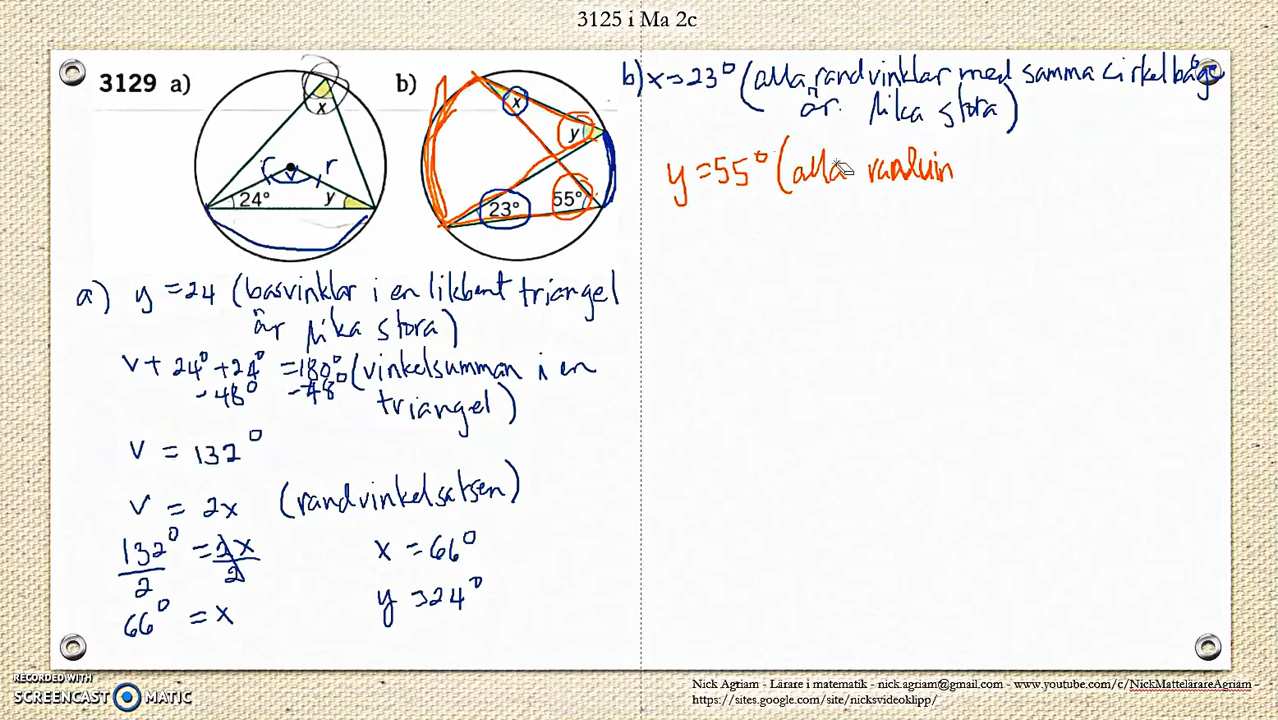 3125 i Ma 2c
3129 a)
x
r
r
v
24°
y
b)
x
y
23°
55°
a) y = 24 (basvinklar i en likbent triangel
är lika stora)
v + 24° + 24° = 180° (vinkelsumman i en
- 48° - 48° triangel)
v = 132°
v = 2x (randvinkelsatsen)
132° = 2x
2 2
66° = x
x = 66°
y = 24°
b) x = 23° (alla randvinklar med samma cirkelbåge
är lika stora)
y = 55° (alla randvin
RECORDED WITH
SCREENCAST MATIC
Nick Agriam - Lärare i matematik - nick.agriam@gmail.com - www.youtube.com/c/NickMattelärareAgriam
https://sites.google.com/site/nicksvideoklipp/